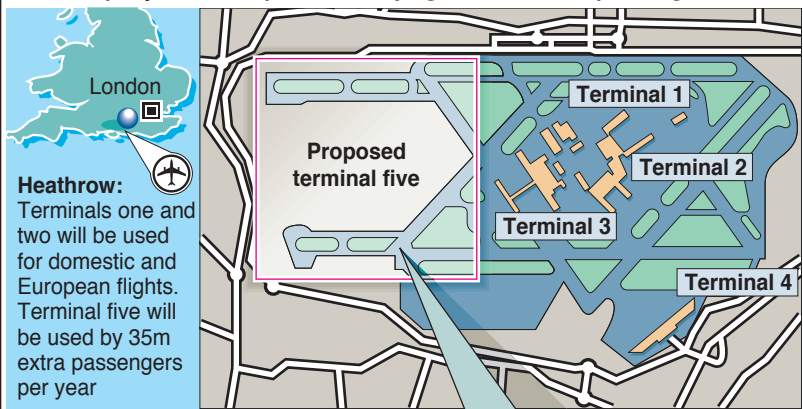 London
Heathrow:
Terminals one and
two will be used
for domestic and
European flights.
Terminal five will
be used by 35m
extra passengers
per year
Proposed
terminal five
Terminal 1
Terminal 2
Terminal 3
Terminal 4